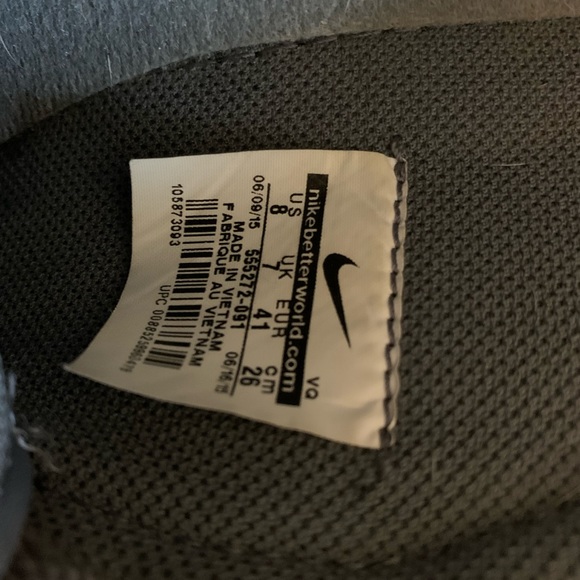 VQ
nikebetterworld.com
US UK EUR cm
8 7 41 26
06/09/15 555272-091 06/16/15
MADE IN VIETNAM
FABRIQUE AU VIETNAM
105873093
UPC